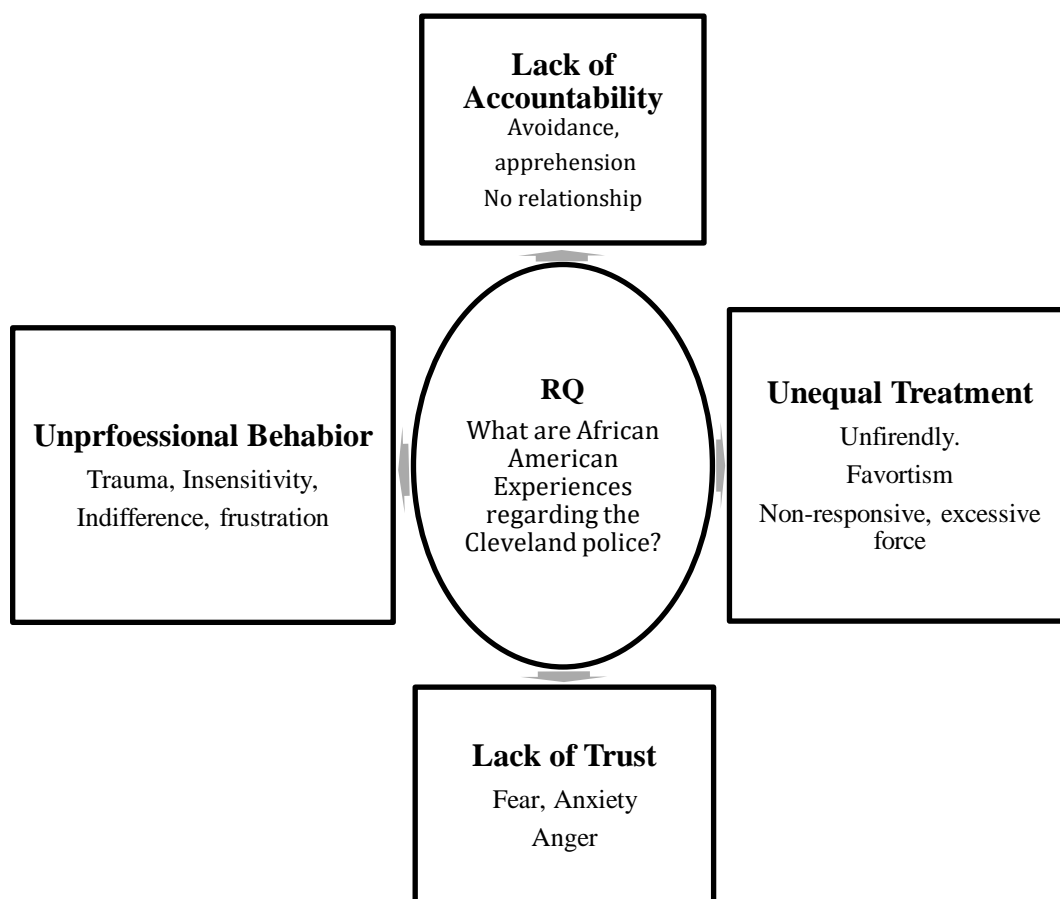 Lack of
Accountability
Avoidance,
apprehension
No relationship
Unprfoessional Behabior
Trauma, Insensitivity,
Indifference, frustration
RQ
What are African
American
Experiences
regarding the
Cleveland police?
Unequal Treatment
Unfirendly.
Favortism
Non-responsive, excessive
force
Lack of Trust
Fear, Anxiety
Anger